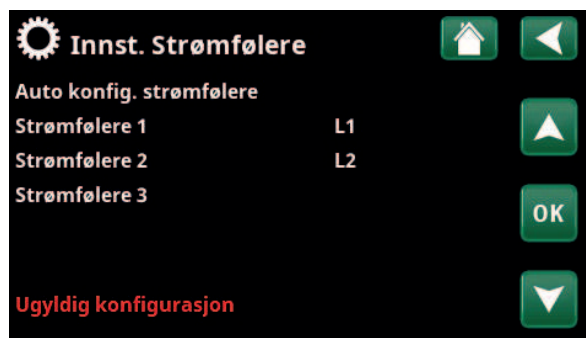 Innst. Strømfølere
Auto konfig. strømfølere
Strømfølere 1 L1
Strømfølere 2 L2
Strømfølere 3
OK
Ugyldig konfigurasjon